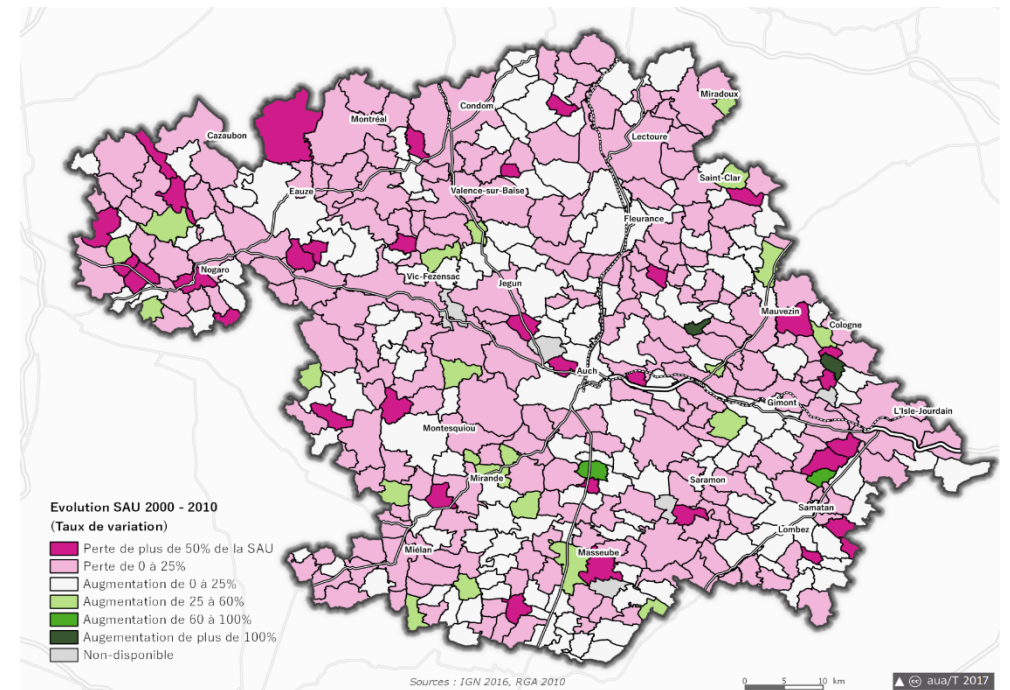 Miradoux
Condom
Montréal
Cazaubon
Lectoure
Saint-Clar
Eauze
Valence-sur-Baïse
Fleurance
Nogaro
Vic-Fezensac
Jegun
Mauvezin
Cologne
Auch
Gimont
L'Isle-Jourdain
Montesquiou
Mirande
Saramon
Samatan
Lombez
Miélan
Masseube
Evolution SAU 2000 - 2010
(Taux de variation)
Perte de plus de 50% de la SAU
Perte de 0 à 25%
Augmentation de 0 à 25%
Augmentation de 25 à 60%
Augmentation de 60 à 100%
Augementation de plus de 100%
Non-disponible
Sources : IGN 2016, RGA 2010
0 5 10 km
cc aua/T 2017